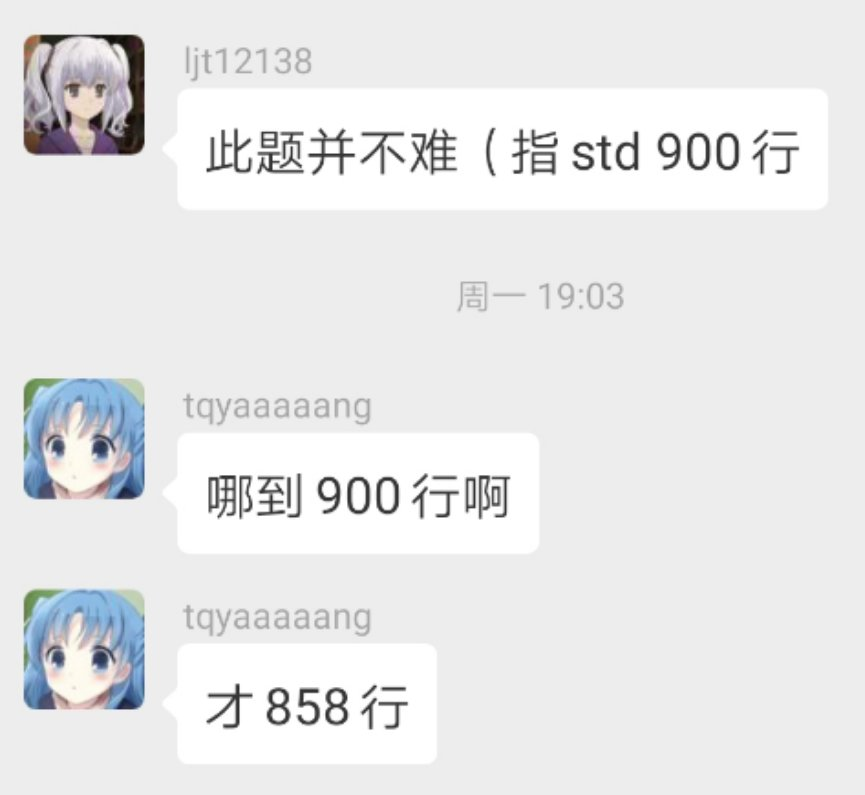 ljt12138
此题并不难（指 std 900 行
周一 19:03
tqyaaaaang
哪到 900 行啊
tqyaaaaang
才 858 行